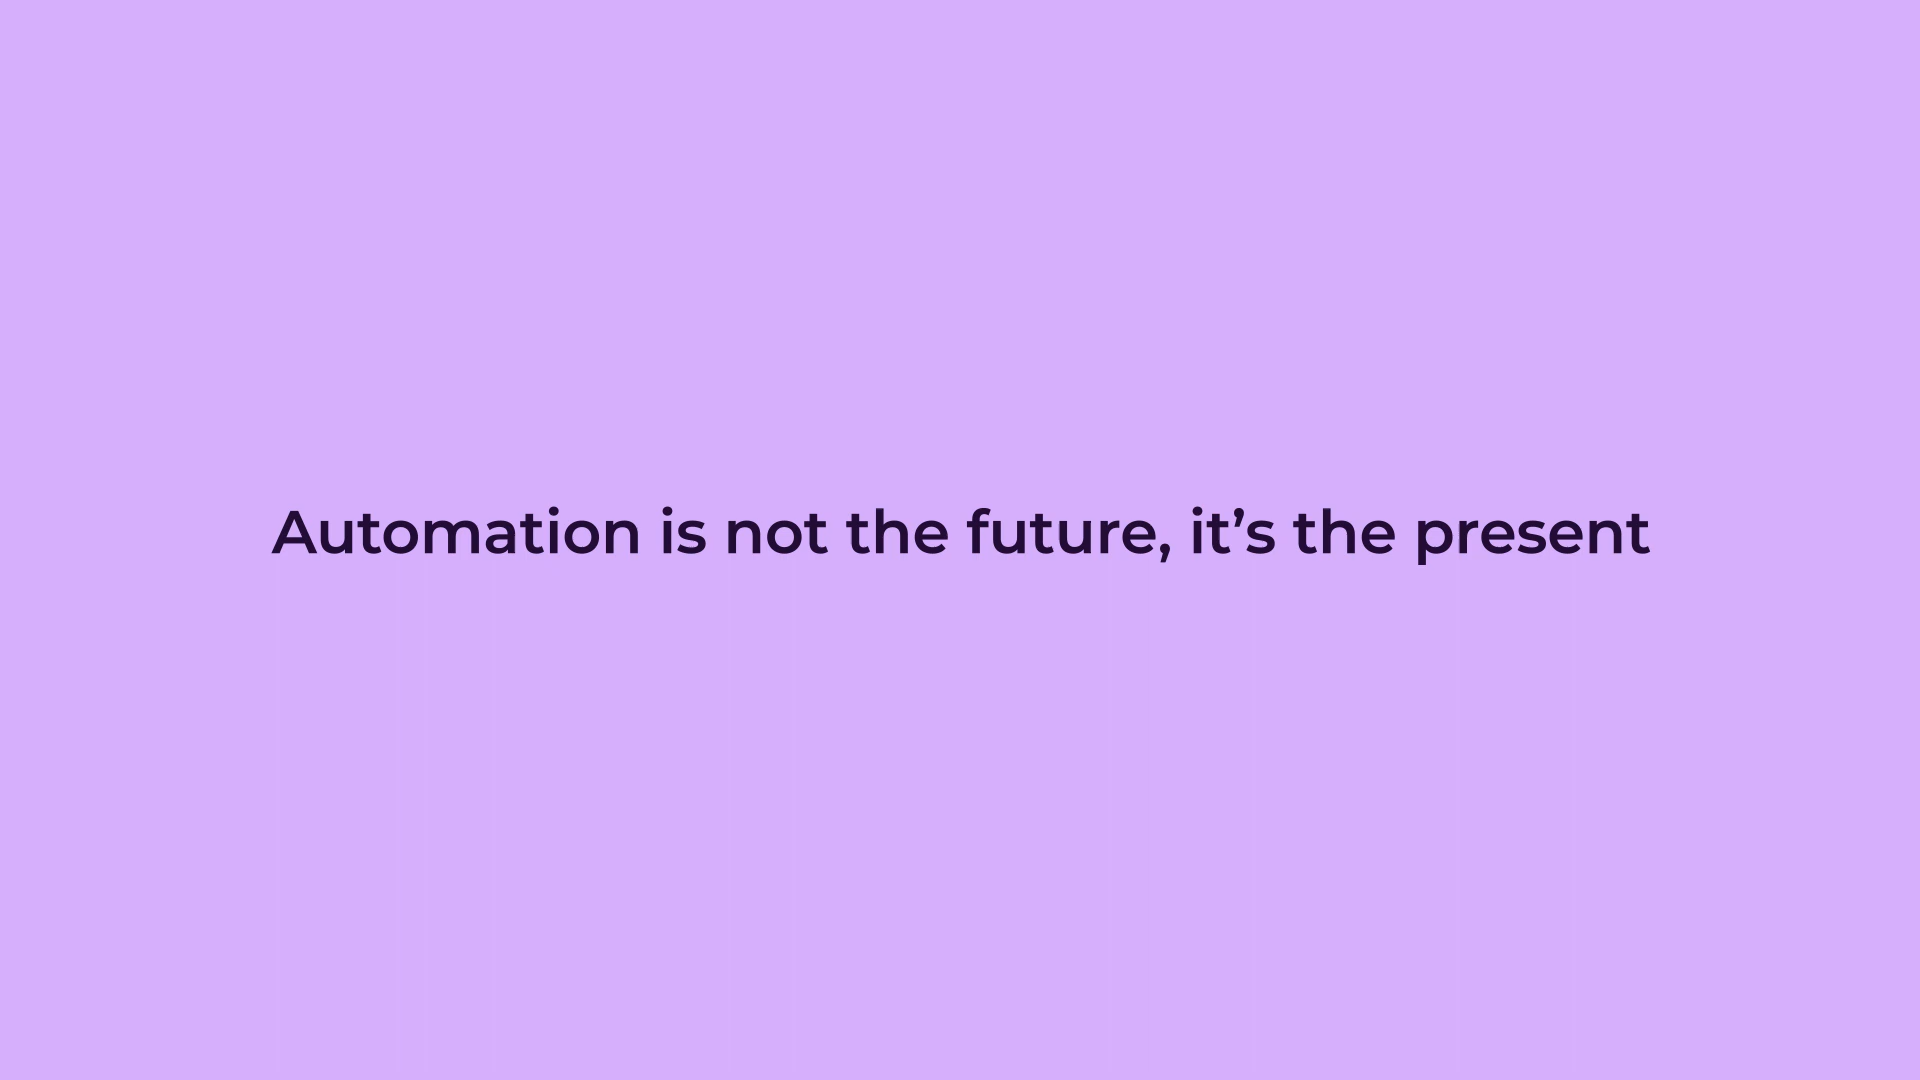 Automation is not the future, it’s the present